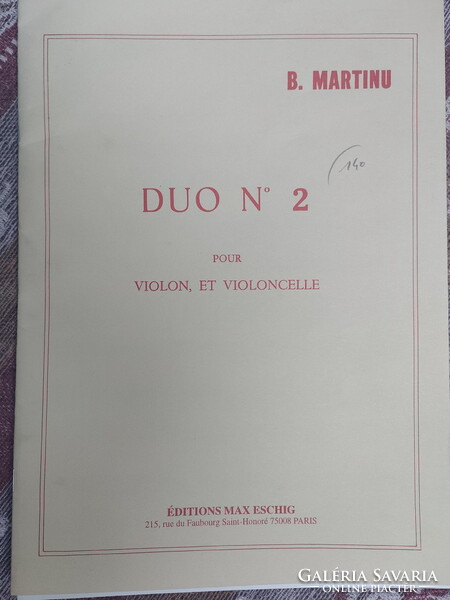 B. MARTINU
140
DUO N° 2
POUR
VIOLON, ET VIOLONCELLE
ÉDITIONS MAX ESCHIG
215, rue du Faubourg Saint-Honoré 75008 PARIS
GALÉRIA SAVARIA
ONLINE PIACTÉR